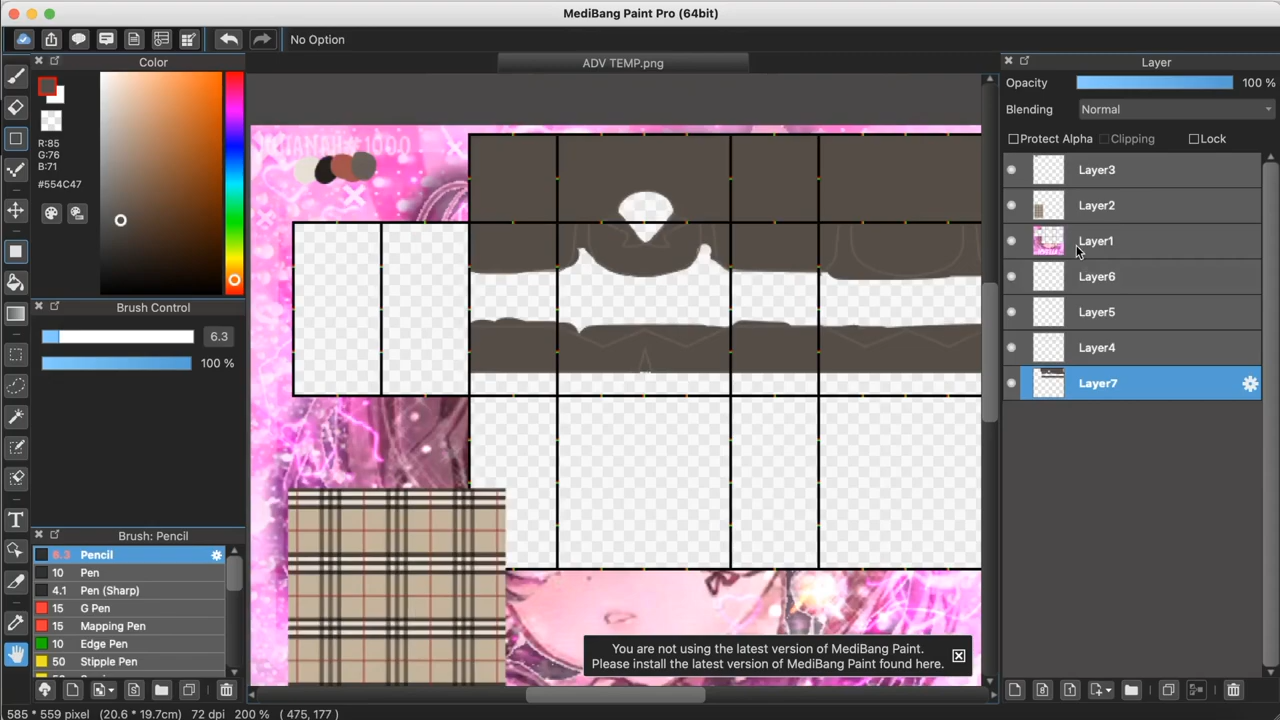 MediBang Paint Pro (64bit)
No Option
Color
ADV TEMP.png
Layer
Opacity
100 %
Blending
Normal
Protect Alpha
Clipping
Lock
R:85
G:76
B:71
#554C47
Brush Control
6.3
100 %
Layer3
Layer2
Layer1
Layer6
Layer5
Layer4
Layer7
Brush: Pencil
6.3 Pencil
10 Pen
4.1 Pen (Sharp)
15 G Pen
15 Mapping Pen
10 Edge Pen
50 Stipple Pen
T
You are not using the latest version of MediBang Paint.
Please install the latest version of MediBang Paint found here.
585 * 559 pixel (20.6 * 19.7cm) 72 dpi 200 % ( 475, 177 )